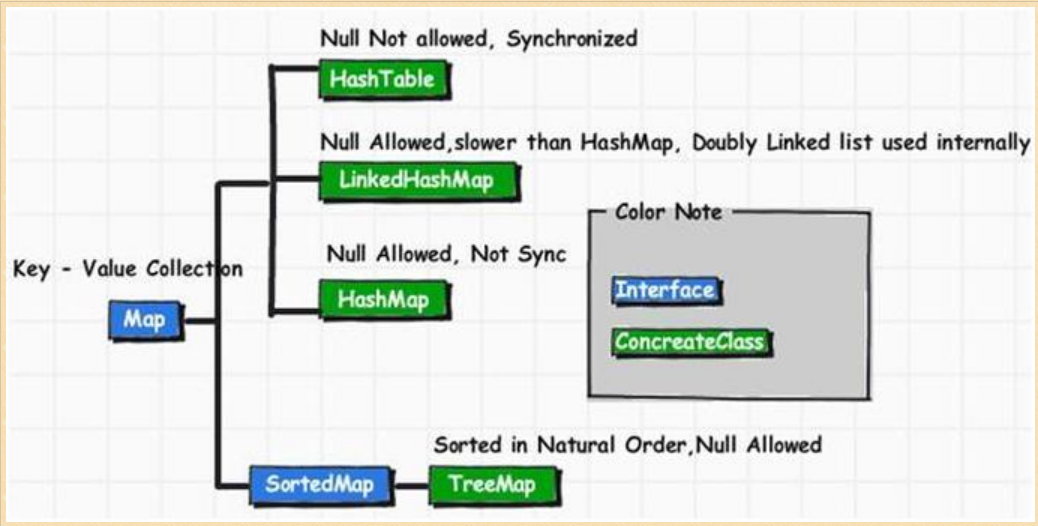 Null Not allowed, Synchronized
HashTable
Null Allowed,slower than HashMap, Doubly Linked list used internally
LinkedHashMap
Color Note
Null Allowed, Not Sync
Key - Value Collection
Interface
HashMap
Map
ConcreateClass
Sorted in Natural Order,Null Allowed
SortedMap
TreeMap